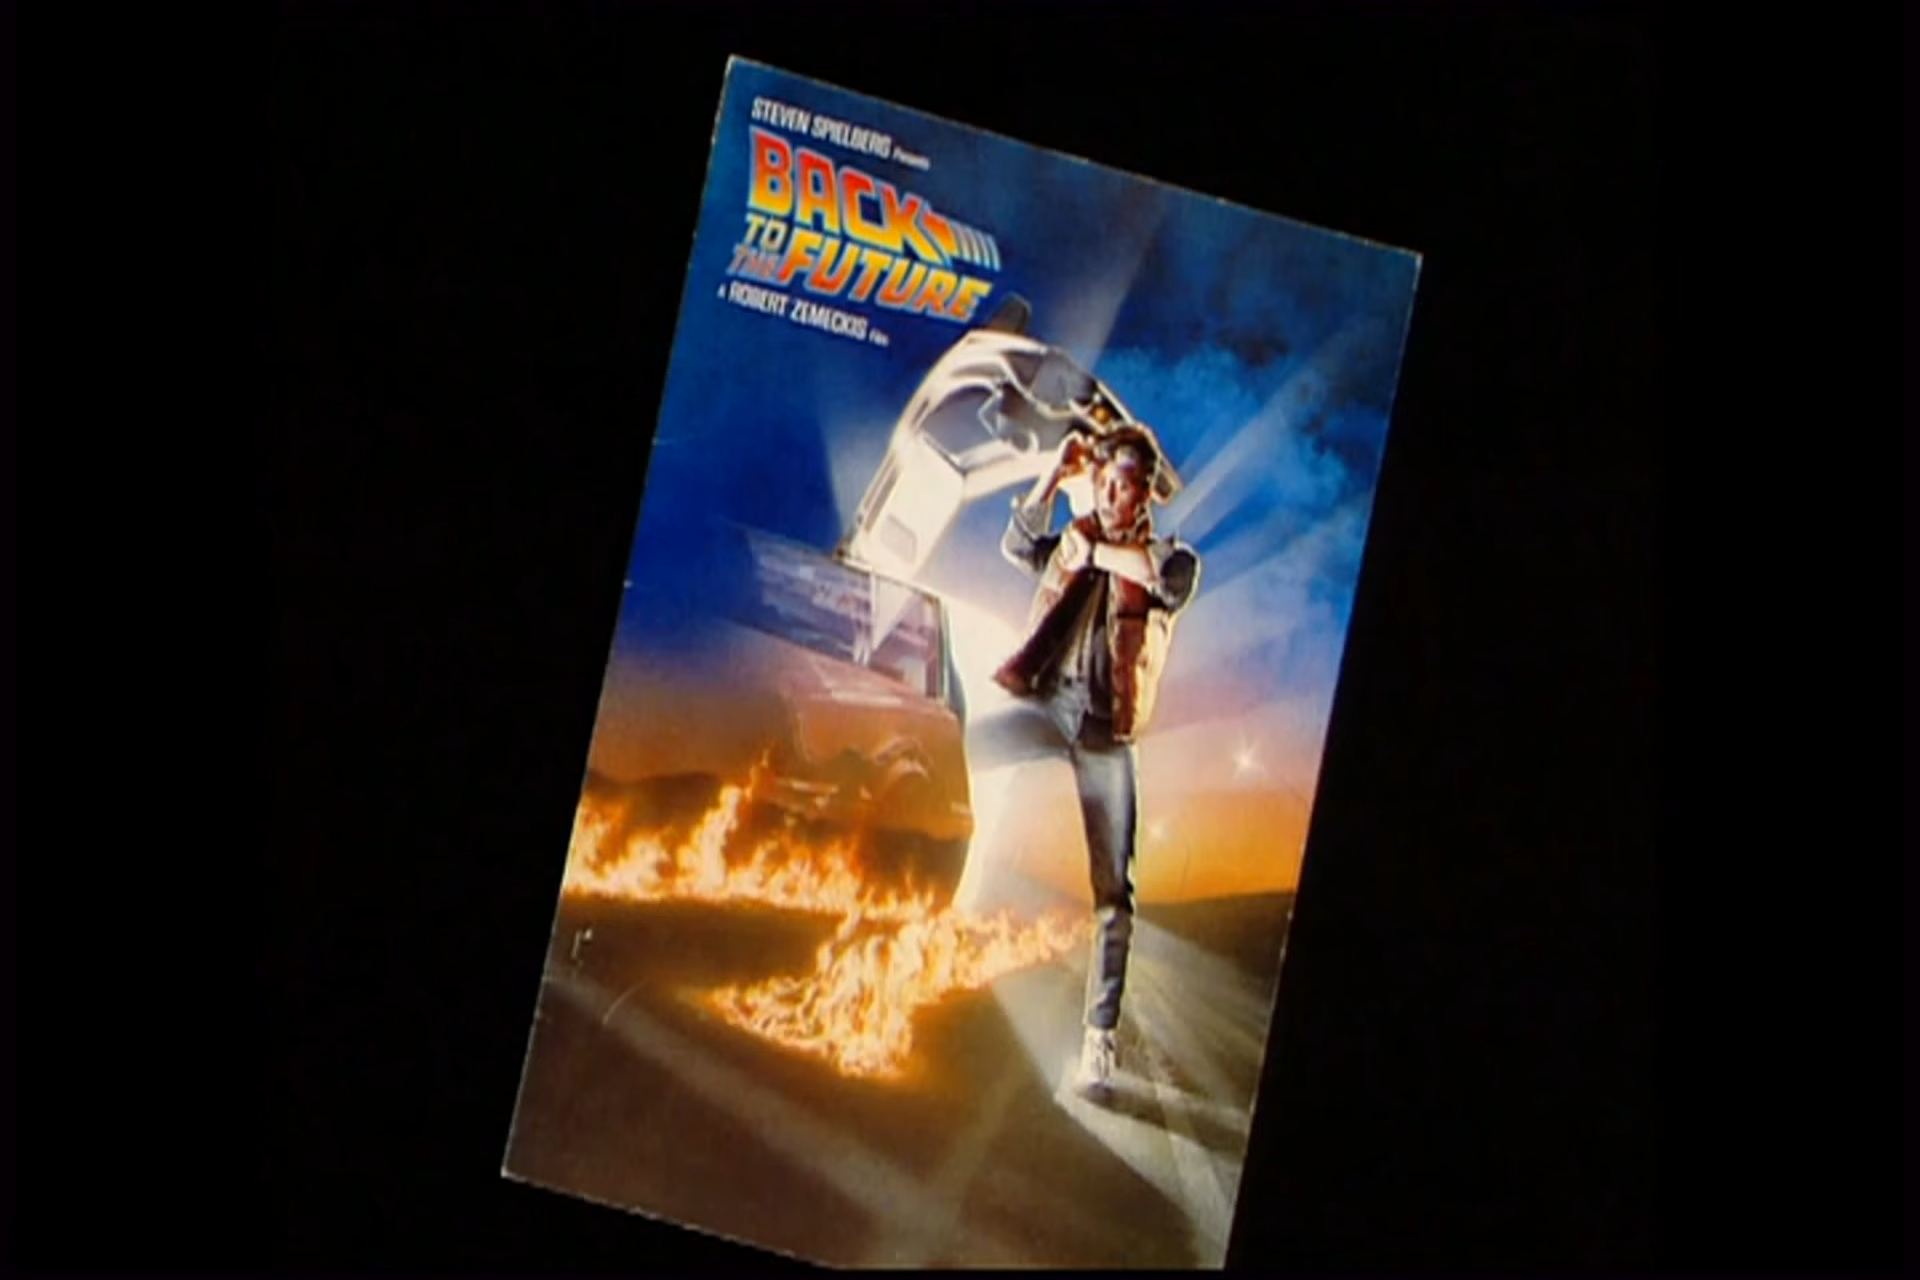 STEVEN SPIELBERG Presents
BACK
TO
THE FUTURE
A ROBERT ZEMECKIS Film